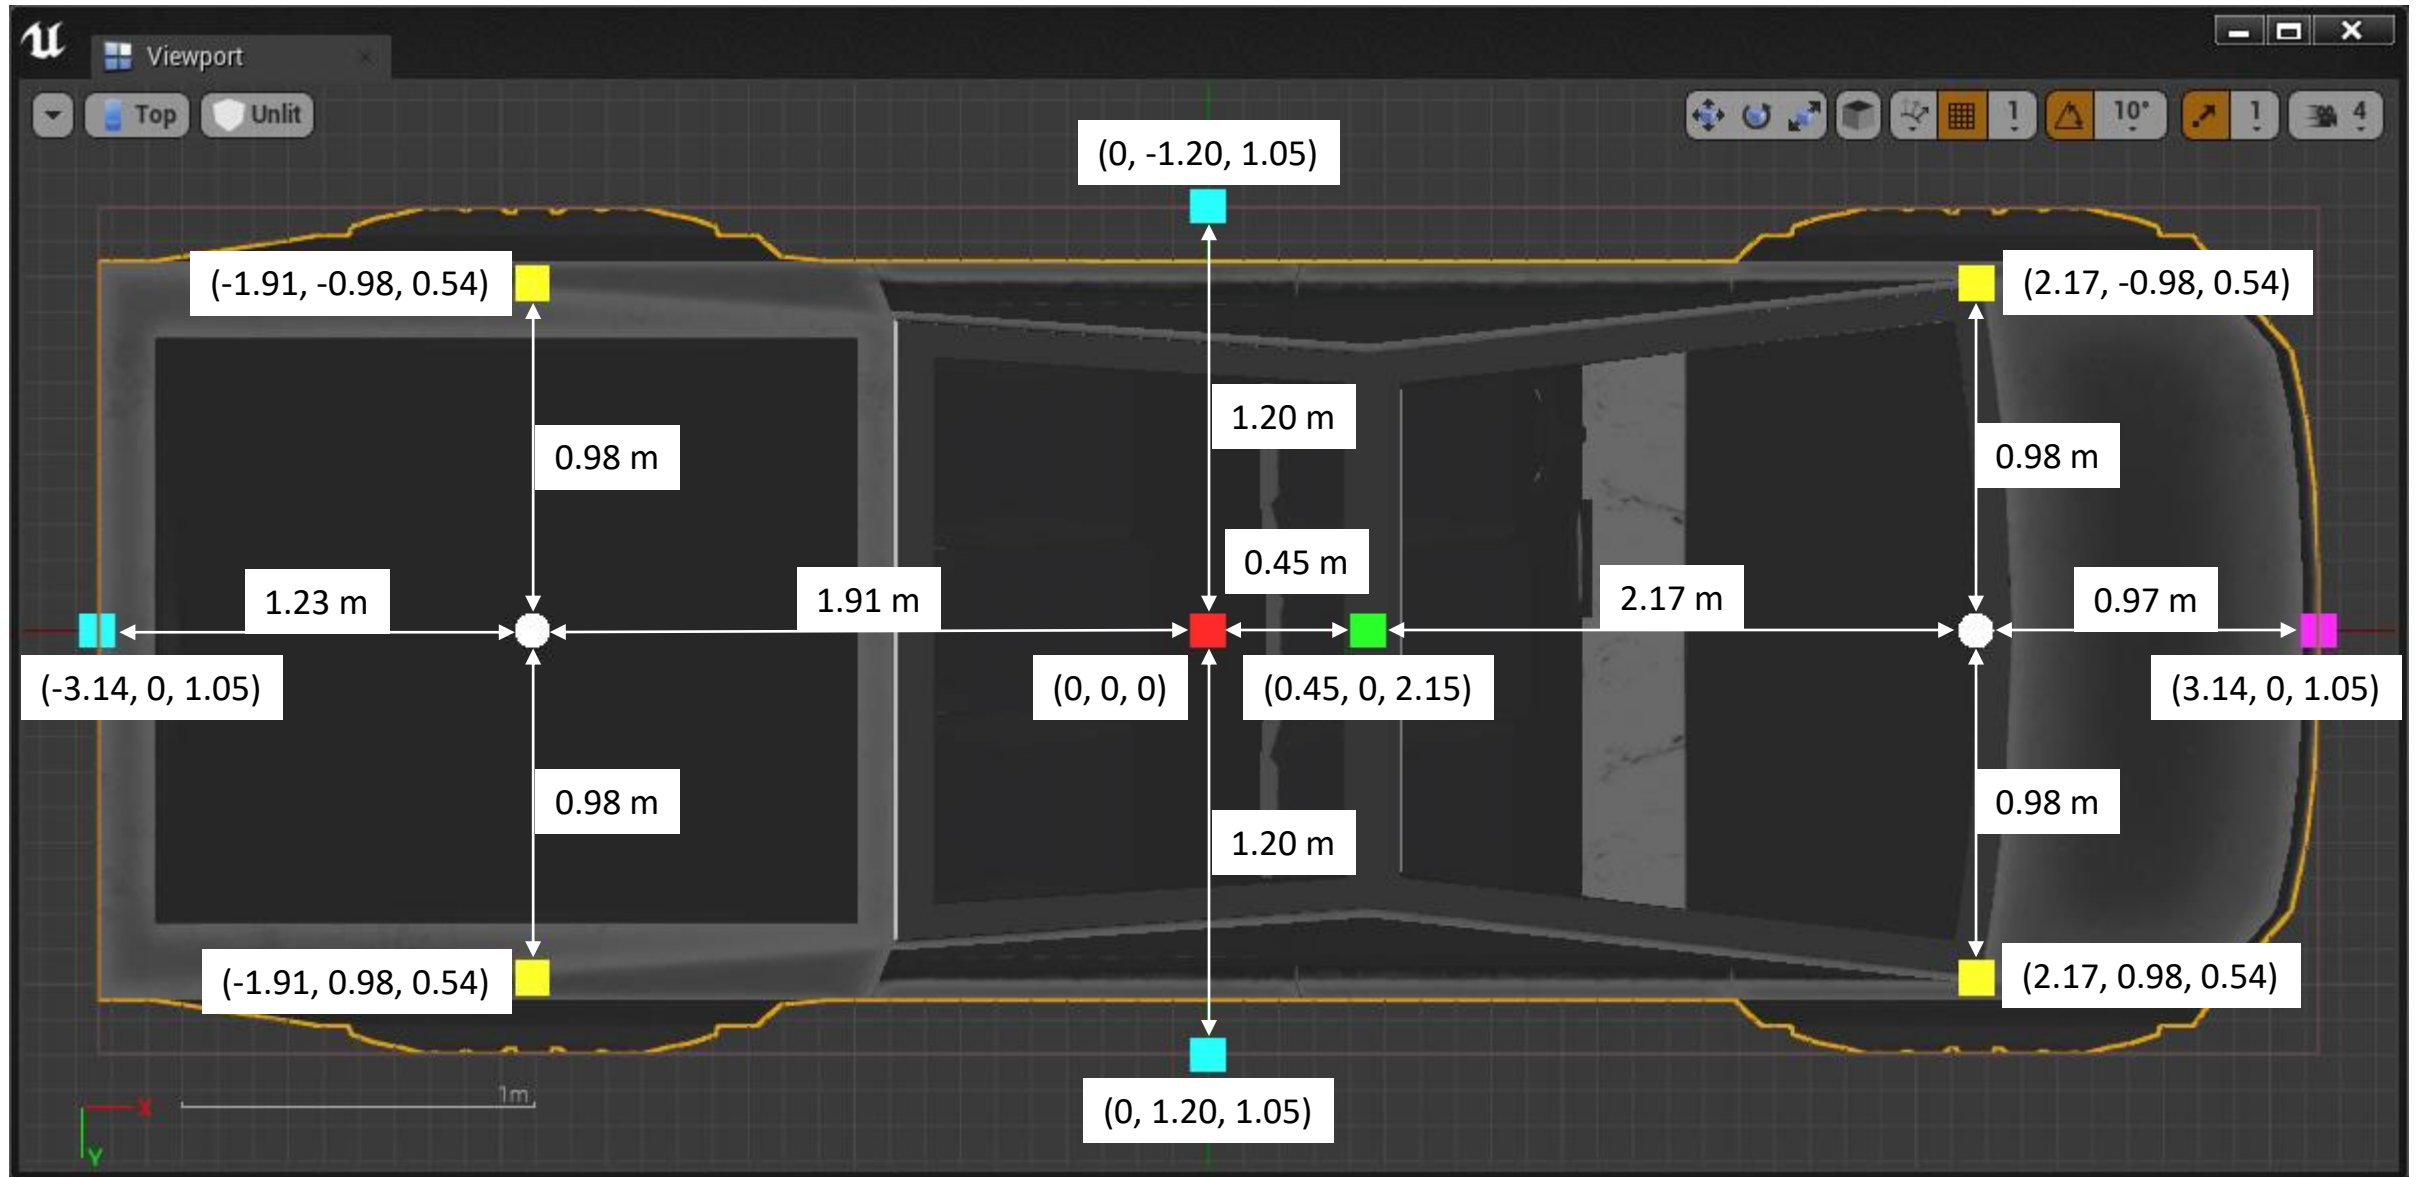 Viewport
Top
Unlit
1
10°
1
4
(0, -1.20, 1.05)
(-1.91, -0.98, 0.54)
(2.17, -0.98, 0.54)
1.20 m
0.98 m
0.98 m
0.45 m
1.23 m
1.91 m
2.17 m
0.97 m
(-3.14, 0, 1.05)
(0, 0, 0)
(0.45, 0, 2.15)
(3.14, 0, 1.05)
0.98 m
0.98 m
1.20 m
(-1.91, 0.98, 0.54)
(2.17, 0.98, 0.54)
1m
X
(0, 1.20, 1.05)
Y